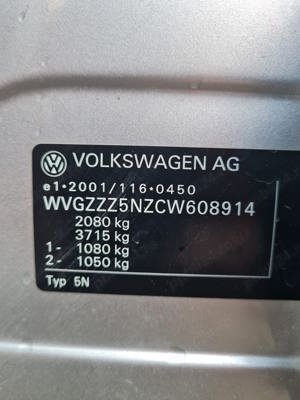 VOLKSWAGEN AG
e1•2001/116•0450
WVGZZZ5NZCW608914
2080 kg
3715 kg
1- 1080 kg
2- 1050 kg
Typ 5N